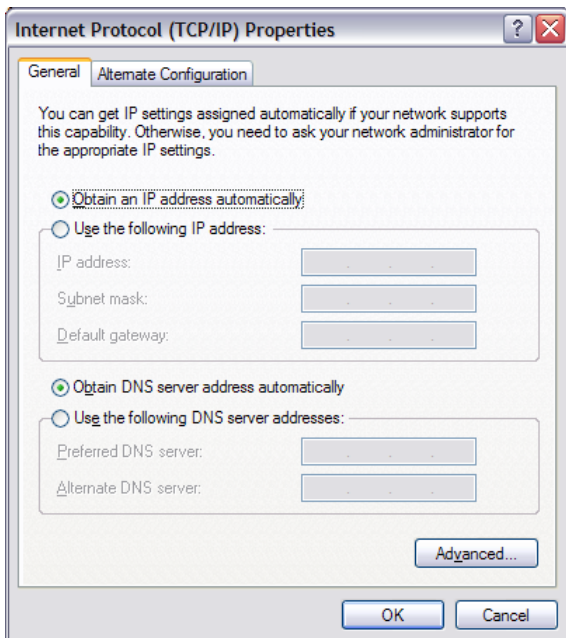 Internet Protocol (TCP/IP) Properties
General
Alternate Configuration
You can get IP settings assigned automatically if your network supports
this capability. Otherwise, you need to ask your network administrator for
the appropriate IP settings.
Obtain an IP address automatically
Use the following IP address:
IP address:
Subnet mask:
Default gateway:
Obtain DNS server address automatically
Use the following DNS server addresses:
Preferred DNS server:
Alternate DNS server:
Advanced...
OK Cancel